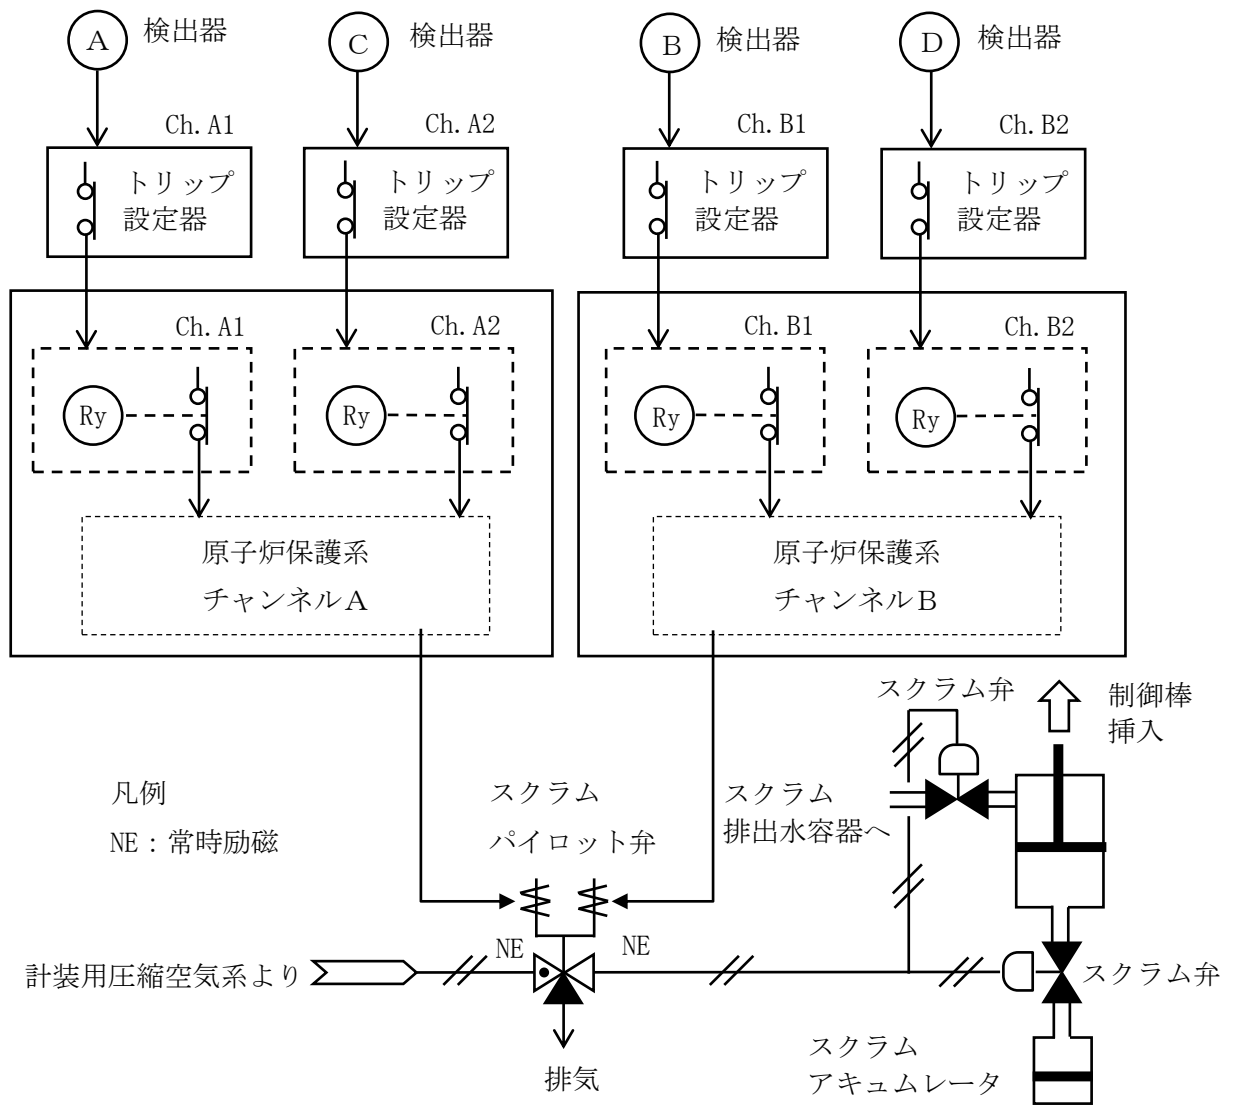 A
検出器
C
検出器
B
検出器
D
検出器
Ch. A1
Ch. A2
Ch. B1
Ch. B2
トリップ
設定器
トリップ
設定器
トリップ
設定器
トリップ
設定器
Ch. A1
Ch. A2
Ch. B1
Ch. B2
Ry
Ry
Ry
Ry
原子炉保護系
チャンネルA
原子炉保護系
チャンネルB
スクラム弁
制御棒
挿入
凡例
NE：常時励磁
スクラム
パイロット弁
スクラム
排出水容器へ
NE
NE
計装用圧縮空気系より
スクラム弁
排気
スクラム
アキュムレータ